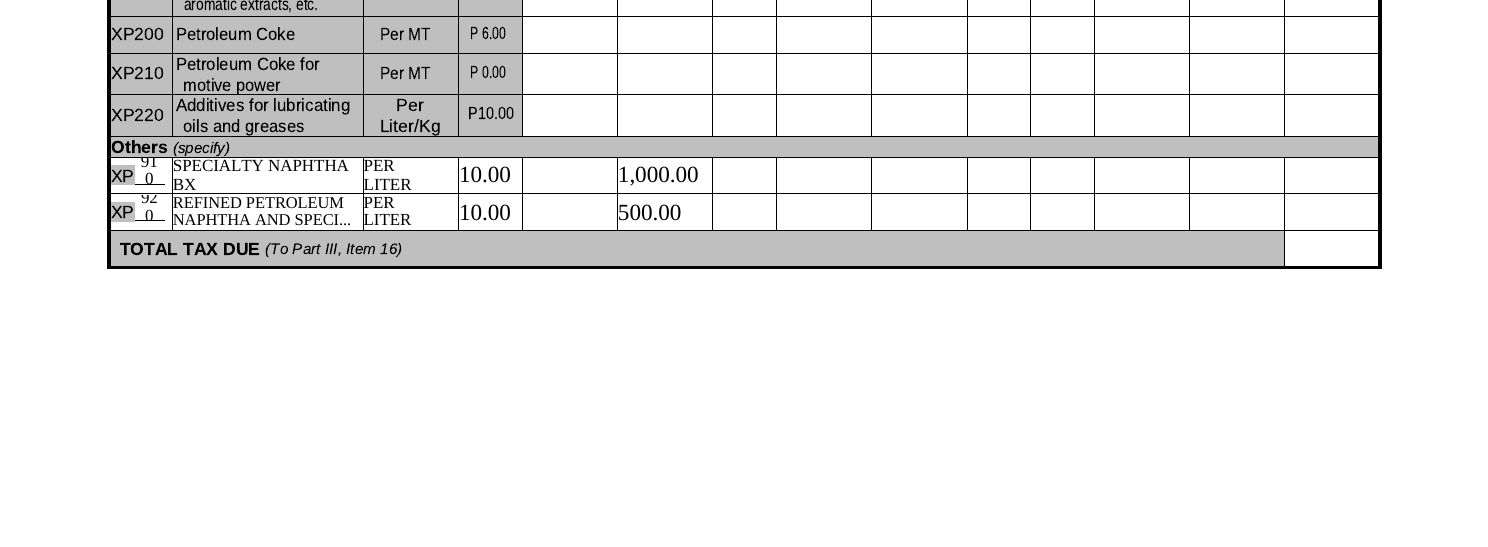 aromatic extracts, etc.
XP200 Petroleum Coke Per MT P 6.00
XP210 Petroleum Coke for motive power Per MT P 0.00
XP220 Additives for lubricating oils and greases Per Liter/Kg P10.00
Others (specify)
XP 910 SPECIALTY NAPHTHA BX PER LITER 10.00 1,000.00
XP 920 REFINED PETROLEUM NAPHTHA AND SPECI... PER LITER 10.00 500.00
TOTAL TAX DUE (To Part III, Item 16)